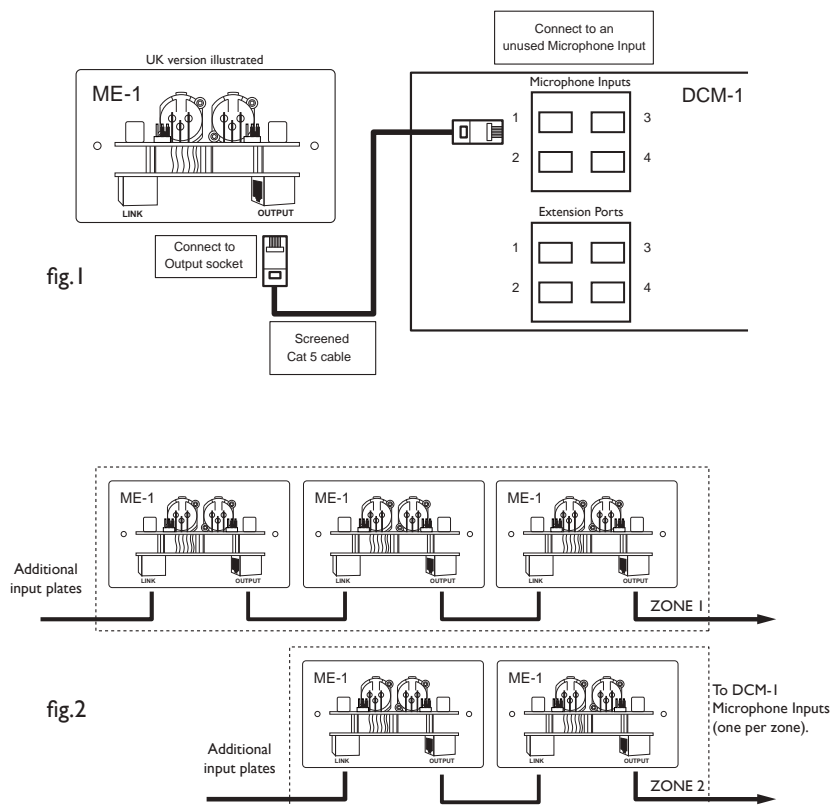 Connect to an
unused Microphone Input
UK version illustrated
ME-1
LINK
OUTPUT
Microphone Inputs
DCM-1
1
3
2
4
Extension Ports
1
3
2
4
Connect to
Output socket
fig.1
Screened
Cat 5 cable
ME-1
LINK
OUTPUT
ME-1
LINK
OUTPUT
ME-1
LINK
OUTPUT
Additional
input plates
ZONE 1
fig.2
ME-1
LINK
OUTPUT
ME-1
LINK
OUTPUT
To DCM-1
Microphone Inputs
(one per zone).
Additional
input plates
ZONE 2